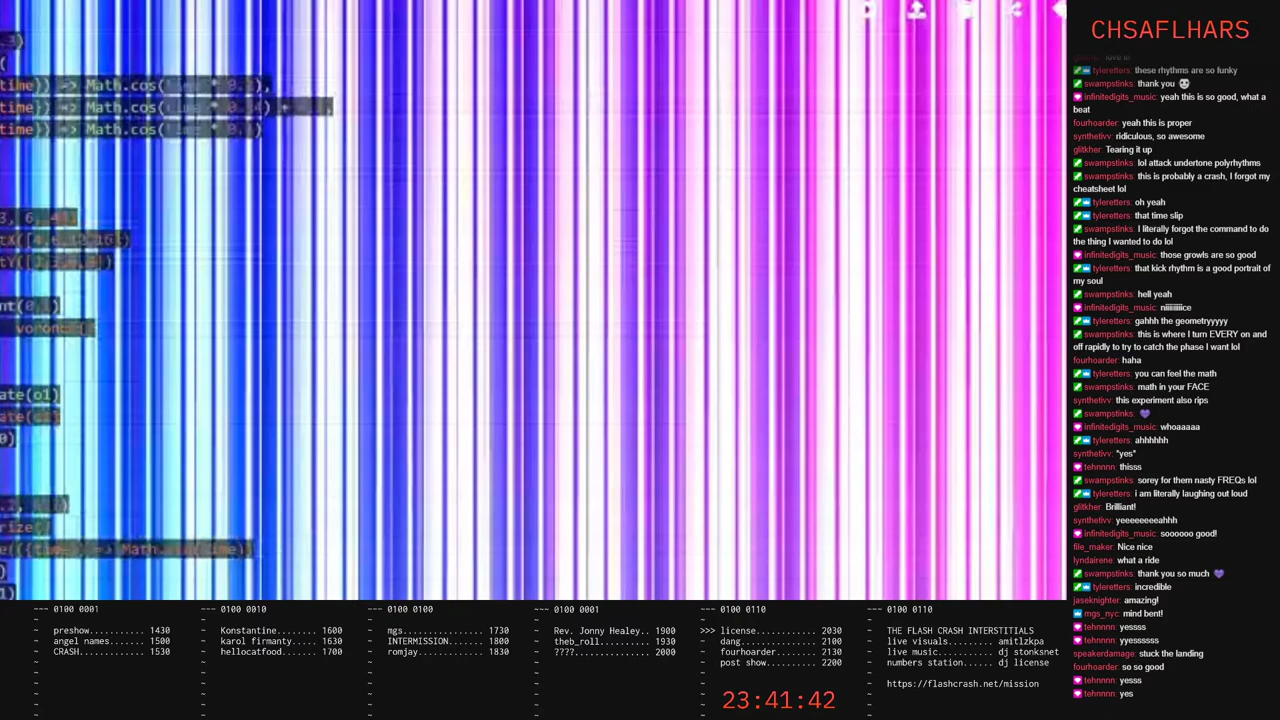 CHSAFLHARS
tyleretters: these rhythms are so funky
swampstinks: thank you
infinitedigits_music: yeah this is so good, what a
beat
fourhoarder: yeah this is proper
synthetivv: ridiculous, so awesome
glitkher: Tearing it up
swampstinks: lol attack undertone polyrhythms
swampstinks: this is probably a crash, I forgot my
cheatsheet lol
tyleretters: oh yeah
tyleretters: that time slip
swampstinks: I literally forgot the command to do
the thing I wanted to do lol
infinitedigits_music: those growls are so good
tyleretters: that kick rhythm is a good portrait of
my soul
swampstinks: hell yeah
infinitedigits_music: niiiiiiiiiice
tyleretters: gahhh the geometryyyyy
swampstinks: this is where I turn EVERY on and
off rapidly to try to catch the phase I want lol
fourhoarder: haha
tyleretters: you can feel the math
swampstinks: math in your FACE
synthetivv: this experiment also rips
swampstinks:
infinitedigits_music: whoaaaaa
tyleretters: ahhhhhh
synthetivv: *yes*
tehnnnn: thisss
swampstinks: sorey for them nasty FREQs lol
tyleretters: i am literally laughing out loud
glitkher: Brilliant!
synthetivv: yeeeeeeeahhh
infinitedigits_music: soooooo good!
file_maker: Nice nice
lyndairene: what a ride
swampstinks: thank you so much
tyleretters: incredible
jaseknighter: amazing!
mgs_nyc: mind bent!
tehnnnn: yessss
tehnnnn: yyessssss
speakerdamage: stuck the landing
fourhoarder: so so good
tehnnnn: yesss
tehnnnn: yes
time)) => Math.cos(
time)) => Math.cos(
time)) => Math.cos(
ate(o1)
Math.
~~~ 0100 0001
preshow........... 1430
angel names....... 1500
CRASH............. 1530
~~~ 0100 0010
Konstantine....... 1600
karol firmanty.... 1630
hellocatfood...... 1700
~~~ 0100 0100
mgs............... 1730
INTERMISSION...... 1800
romjay............ 1830
~~~ 0100 0001
Rev. Jonny Healey.. 1900
theb_roll.......... 1930
????............... 2000
~~~ 0100 0110
>>> license........... 2030
dang.............. 2100
fourhoarder....... 2130
post show......... 2200
23:41:42
~~~ 0100 0110
THE FLASH CRASH INTERSTITIALS
live visuals...... amitlzkpa
live music..... dj stonksnet
numbers station.. dj license
https://flashcrash.net/mission